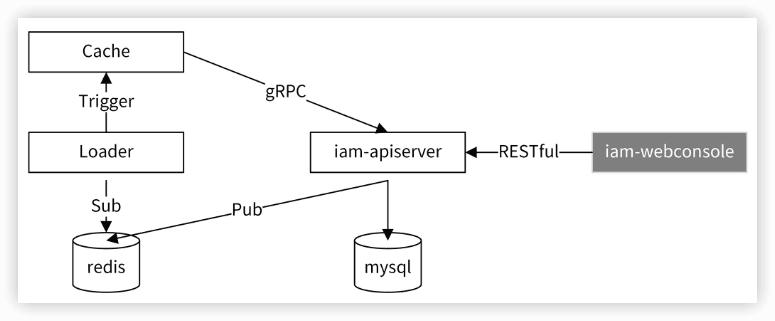 Cache
gRPC
Trigger
Loader
iam-apiserver
RESTful
iam-webconsole
Sub
Pub
redis
mysql